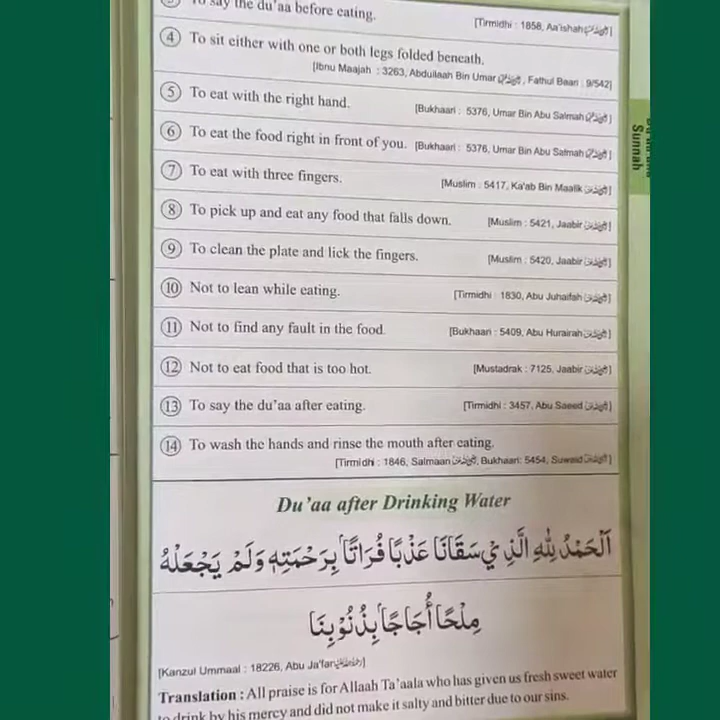 3 To say the du'aa before eating. [Tirmidhi : 1858, Aa'ishah]
4 To sit either with one or both legs folded beneath.
[Ibnu Maajah : 3263, Abdullaah Bin Umar, Fathul Baari : 9/542]
5 To eat with the right hand. [Bukhaari : 5376, Umar Bin Abu Salmah]
6 To eat the food right in front of you. [Bukhaari : 5376, Umar Bin Abu Salmah]
7 To eat with three fingers. [Muslim : 5417, Ka'ab Bin Maalik]
8 To pick up and eat any food that falls down. [Muslim : 5421, Jaabir]
9 To clean the plate and lick the fingers. [Muslim : 5420, Jaabir]
10 Not to lean while eating. [Tirmidhi : 1830, Abu Juhaifah]
11 Not to find any fault in the food. [Bukhaari : 5409, Abu Hurairah]
12 Not to eat food that is too hot. [Mustadrak : 7125, Jaabir]
13 To say the du'aa after eating. [Tirmidhi : 3457, Abu Saeed]
14 To wash the hands and rinse the mouth after eating.
[Tirmidhi : 1846, Salmaan, Bukhaari: 5454, Suwaid]
Du'aa after Drinking Water
اَلْحَمْدُ لِلّٰهِ الَّذِيْ سَقَانَا عَذْبًا فُرَاتًا بِرَحْمَتِهٖ وَلَمْ يَجْعَلْهُ
مِلْحًا أُجَاجًا بِذُنُوْبِنَا
[Kanzul Ummaal : 18226, Abu Ja'far]
Translation : All praise is for Allaah Ta'aala who has given us fresh sweet water
to drink by his mercy and did not make it salty and bitter due to our sins.
Sunnah